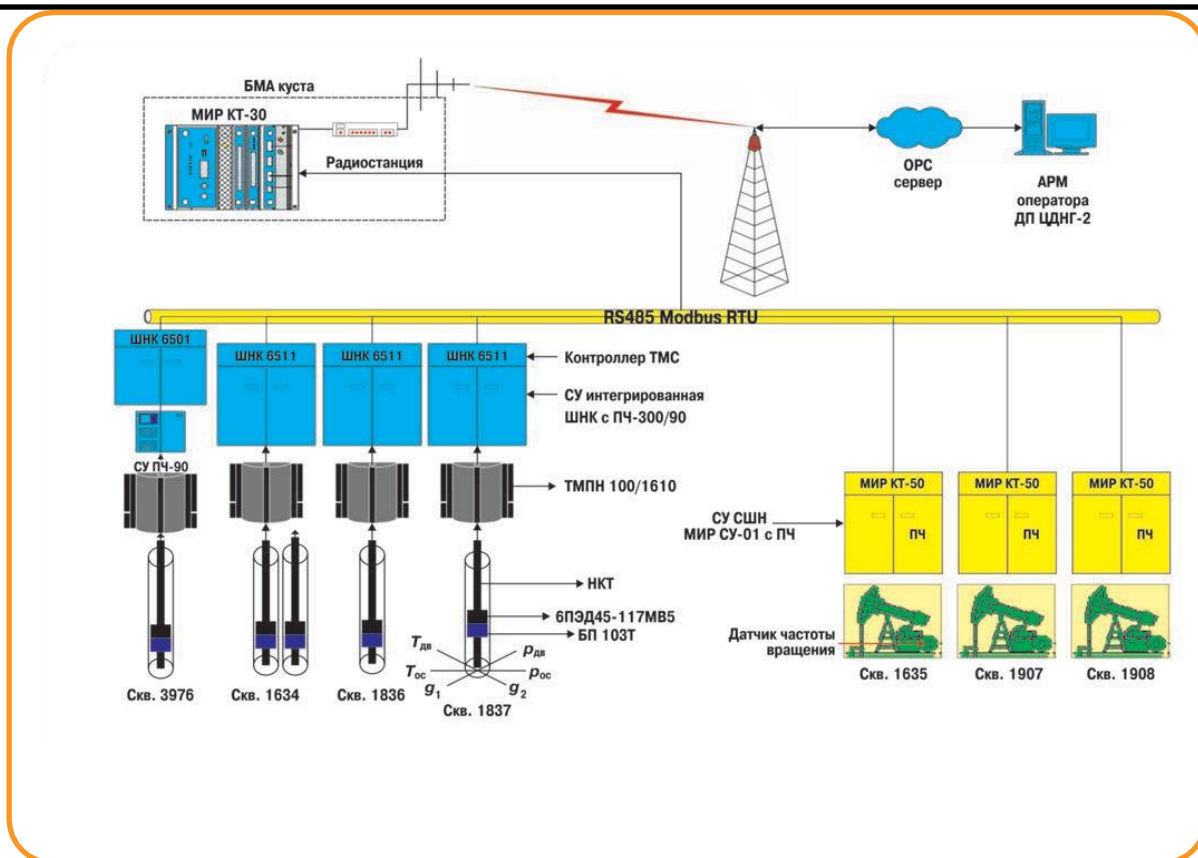 БМА куста
МИР КТ-30
Радиостанция
ОРС
сервер
АРМ
оператора
ДП ЦДНГ-2
RS485 Modbus RTU
ШНК 6501
ШНК 6511
ШНК 6511
ШНК 6511
Контроллер ТМС
СУ интегрированная
ШНК с ПЧ-300/90
СУ ПЧ-90
ТМПН 100/1610
МИР КТ-50
МИР КТ-50
МИР КТ-50
СУ СШН
МИР СУ-01 с ПЧ
ПЧ
ПЧ
ПЧ
НКТ
6ПЭД45-117МВ5
БП 103Т
Tдв
pдв
Tос
pос
g1
g2
Датчик частоты
вращения
Скв. 3976
Скв. 1634
Скв. 1836
Скв. 1837
Скв. 1635
Скв. 1907
Скв. 1908